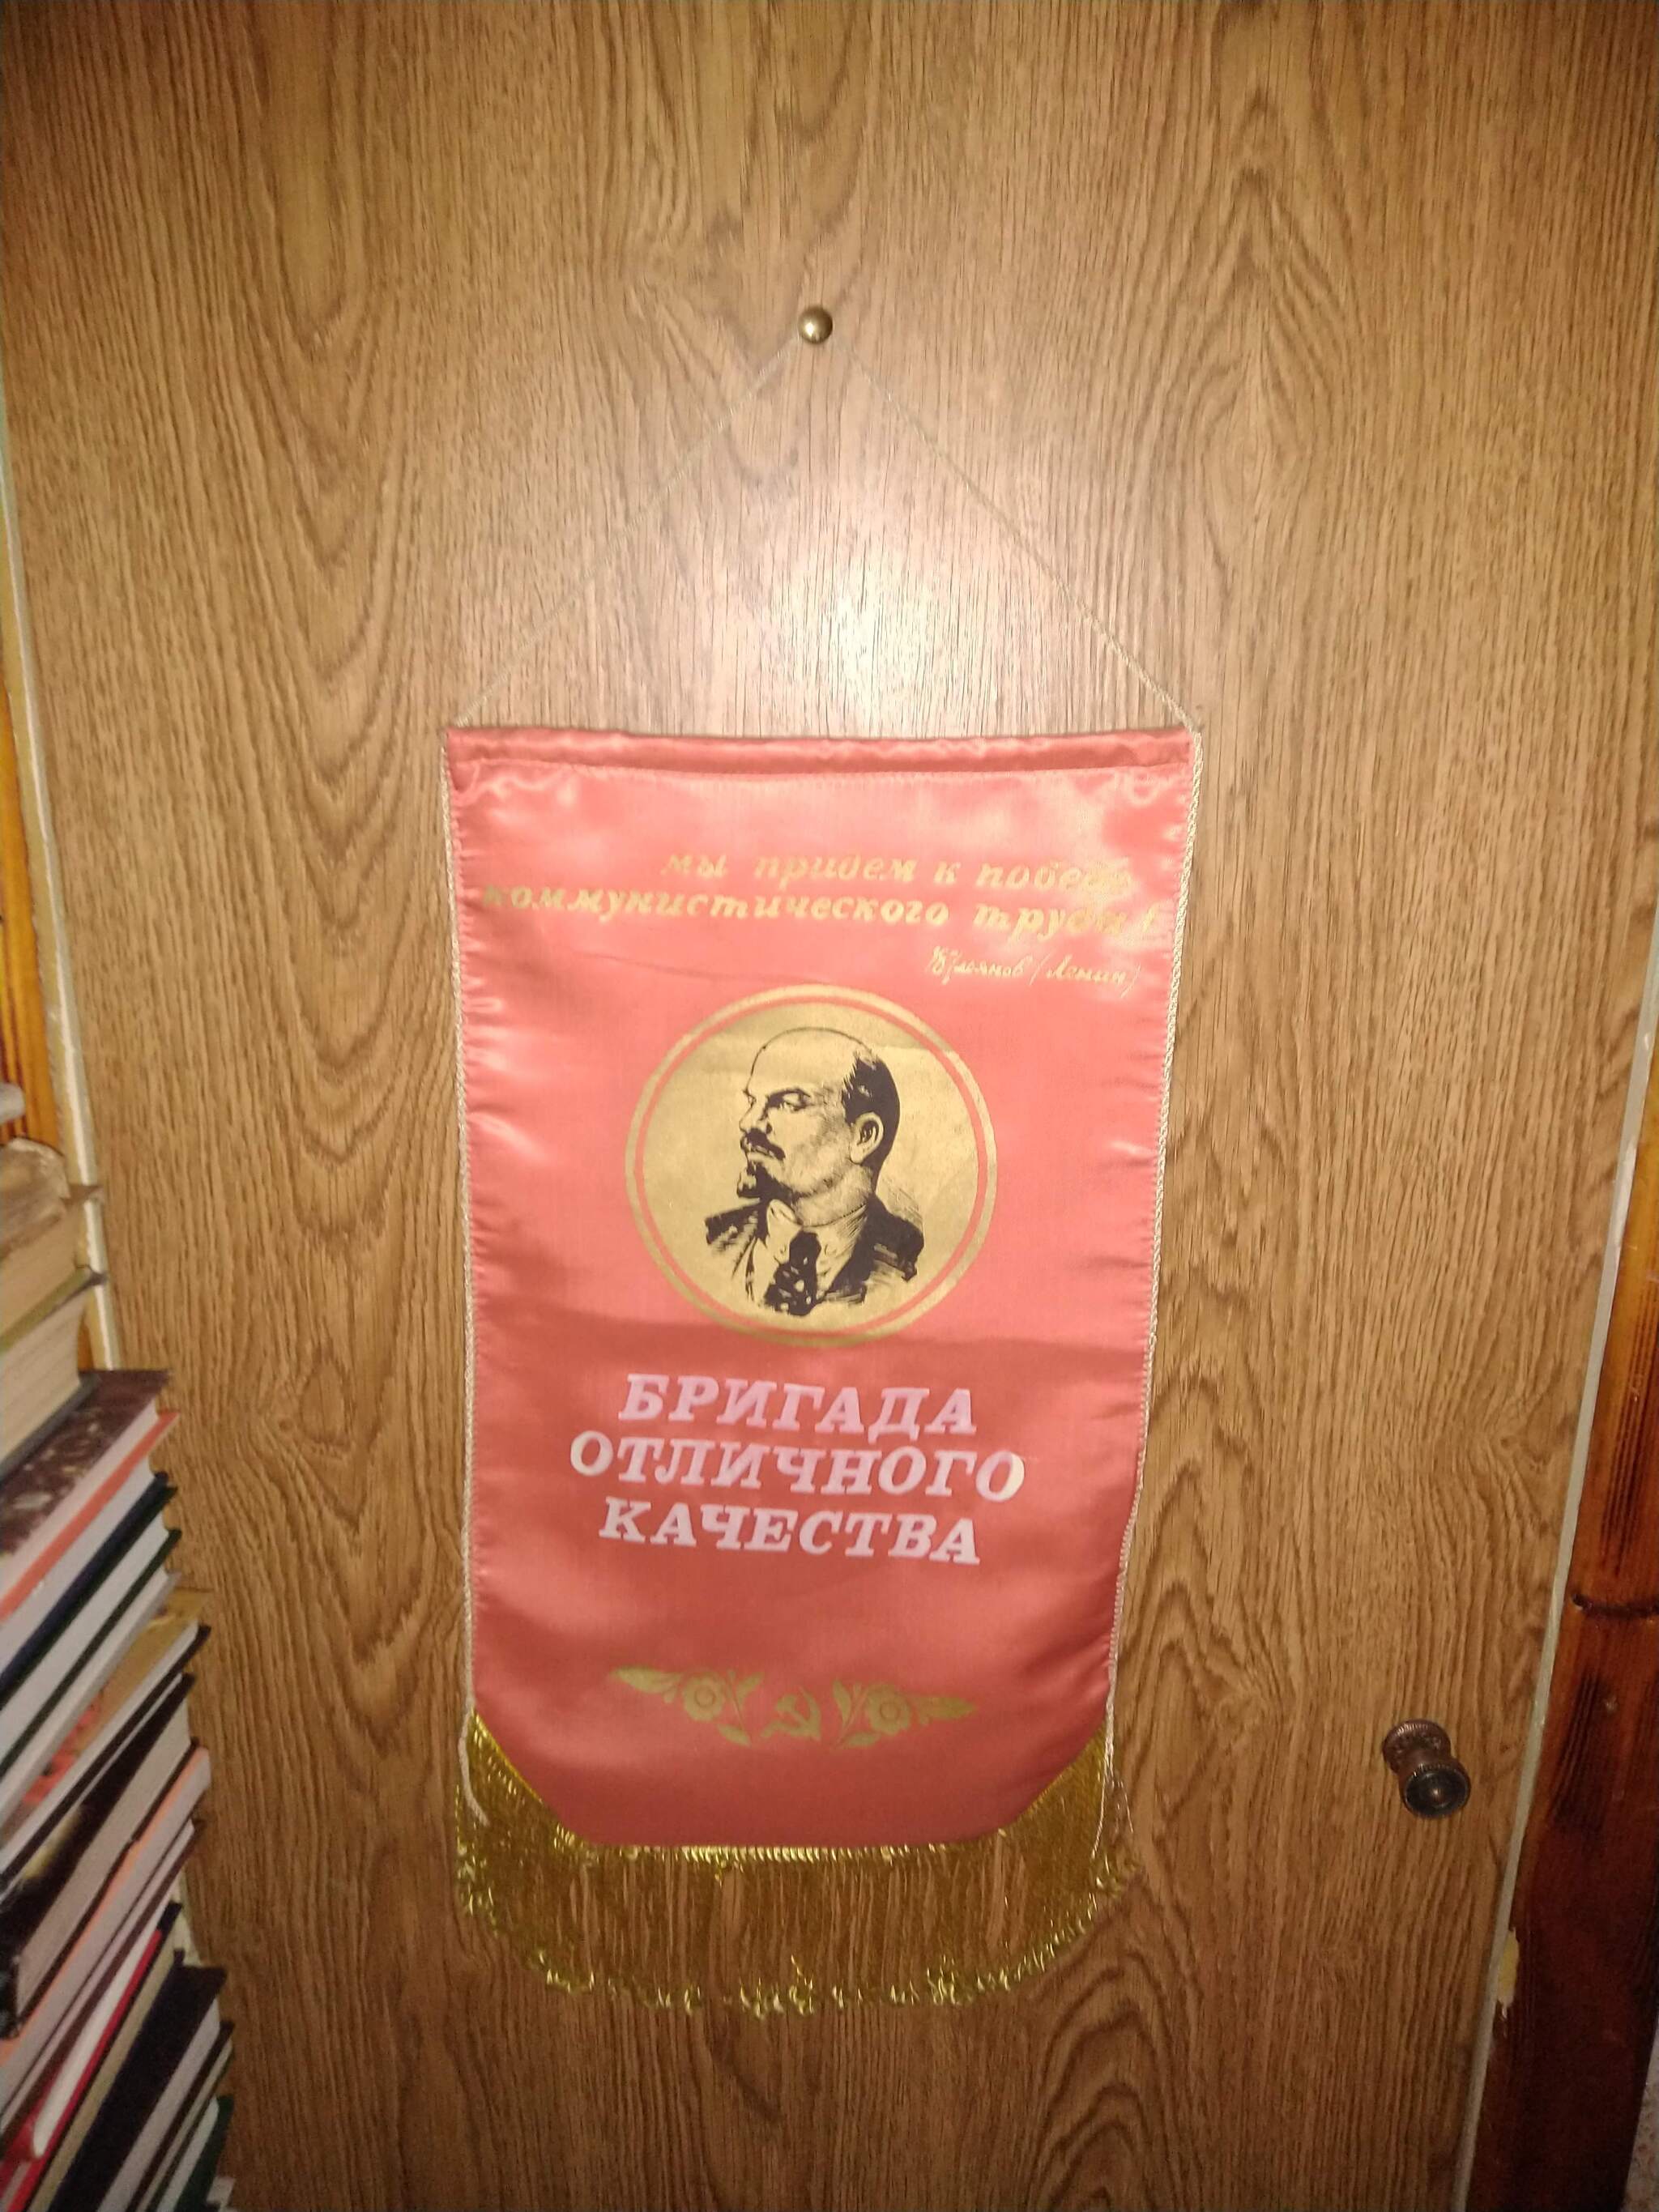 мы придем к победе
коммунистического труда!
В Ульянов (Ленин)
БРИГАДА
ОТЛИЧНОГО
КАЧЕСТВА